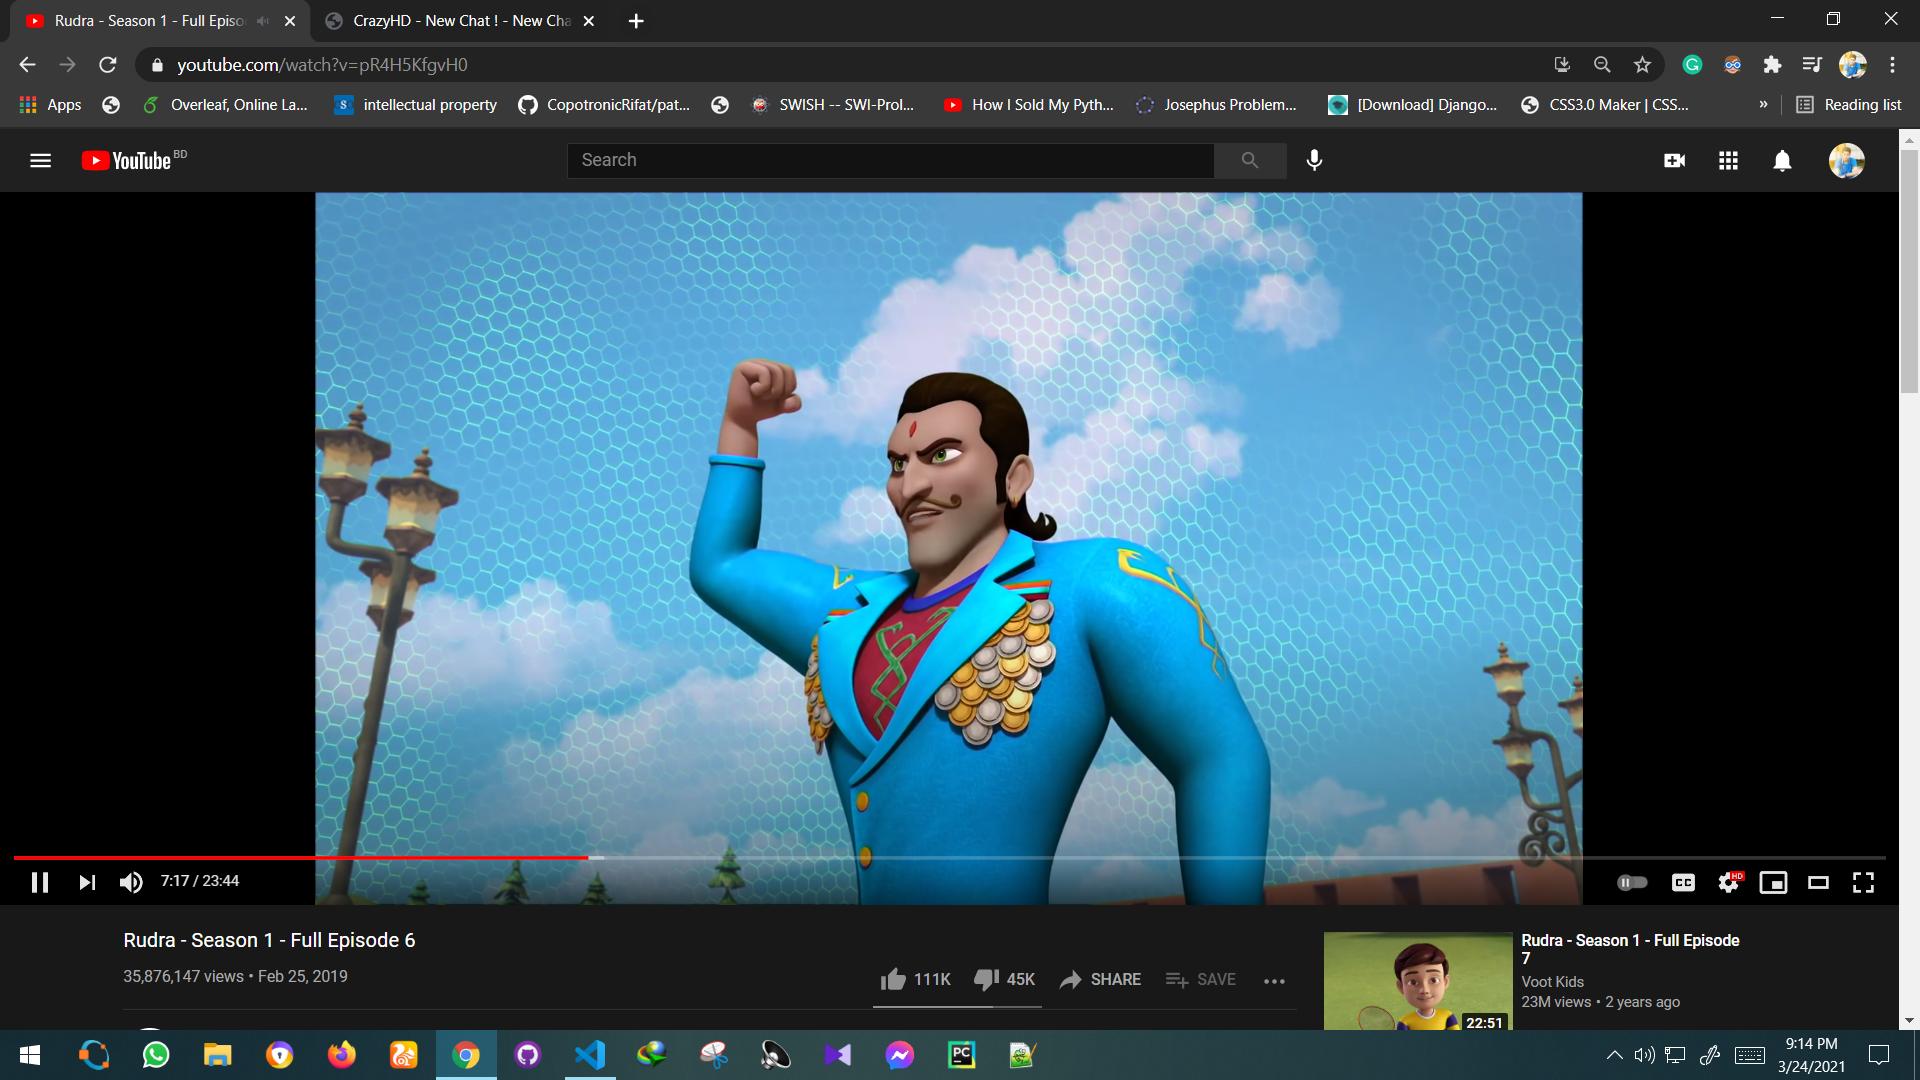 Rudra - Season 1 - Full Episo
CrazyHD - New Chat ! - New Cha
youtube.com/watch?v=pR4H5KfgvH0
Apps
Overleaf, Online La...
intellectual property
CopotronicRifat/pat...
SWISH -- SWI-Prol...
How I Sold My Pyth...
Josephus Problem...
[Download] Django...
CSS3.0 Maker | CSS...
»
Reading list
YouTube BD
Search
7:17 / 23:44
CC
HD
Rudra - Season 1 - Full Episode 6
35,876,147 views • Feb 25, 2019
111K
45K
SHARE
SAVE
22:51
Rudra - Season 1 - Full Episode
7
Voot Kids
23M views • 2 years ago
PC
9:14 PM
3/24/2021